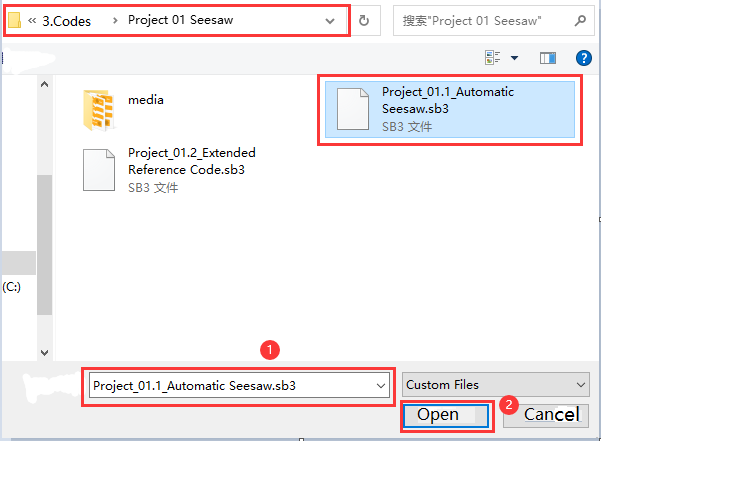 « 3.Codes › Project 01 Seesaw
搜索"Project 01 Seesaw"
media
Project_01.1_Automatic
Seesaw.sb3
SB3 文件
Project_01.2_Extended
Reference Code.sb3
SB3 文件
(C:)
1
Project_01.1_Automatic Seesaw.sb3
Custom Files
Open
2
Cancel